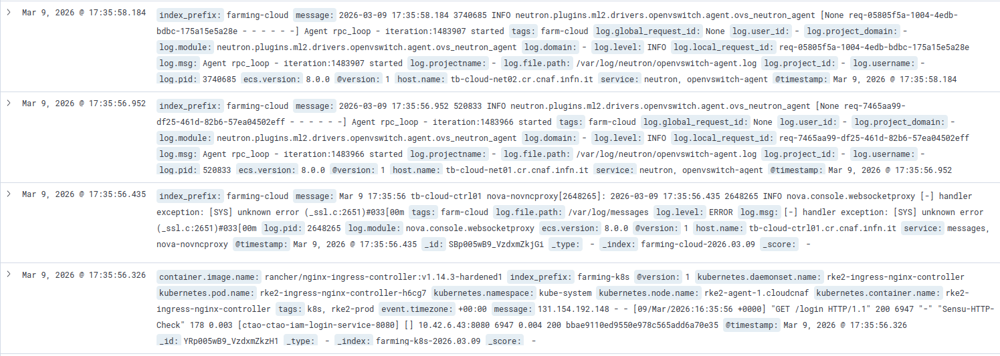 Mar 9, 2026 @ 17:35:58.184 index_prefix: farming-cloud message: 2026-03-09 17:35:58.184 3740685 INFO neutron.plugins.ml2.drivers.openvswitch.agent.ovs_neutron_agent [None req-05805f5a-1004-4edb-
bdbc-175a15e5a28e - - - - - -] Agent rpc_loop - iteration:1483907 started tags: farm-cloud log.global_request_id: None log.user_id: - log.project_domain: -
log.module: neutron.plugins.ml2.drivers.openvswitch.agent.ovs_neutron_agent log.domain: - log.level: INFO log.local_request_id: req-05805f5a-1004-4edb-bdbc-175a15e5a28e
log.msg: Agent rpc_loop - iteration:1483907 started log.projectname: - log.file.path: /var/log/neutron/openvswitch-agent.log log.project_id: - log.username: -
log.pid: 3740685 ecs.version: 8.0.0 @version: 1 host.name: tb-cloud-net02.cr.cnaf.infn.it service: neutron, openvswitch-agent @timestamp: Mar 9, 2026 @ 17:35:58.184
Mar 9, 2026 @ 17:35:56.952 index_prefix: farming-cloud message: 2026-03-09 17:35:56.952 520833 INFO neutron.plugins.ml2.drivers.openvswitch.agent.ovs_neutron_agent [None req-7465aa99-
df25-461d-82b6-57ea04502eff - - - - - -] Agent rpc_loop - iteration:1483966 started tags: farm-cloud log.global_request_id: None log.user_id: - log.project_domain: -
log.module: neutron.plugins.ml2.drivers.openvswitch.agent.ovs_neutron_agent log.domain: - log.level: INFO log.local_request_id: req-7465aa99-df25-461d-82b6-57ea04502eff
log.msg: Agent rpc_loop - iteration:1483966 started log.projectname: - log.file.path: /var/log/neutron/openvswitch-agent.log log.project_id: - log.username: -
log.pid: 520833 ecs.version: 8.0.0 @version: 1 host.name: tb-cloud-net01.cr.cnaf.infn.it service: neutron, openvswitch-agent @timestamp: Mar 9, 2026 @ 17:35:56.952
Mar 9, 2026 @ 17:35:56.435 index_prefix: farming-cloud message: Mar 9 17:35:56 tb-cloud-ctrl01 nova-novncproxy[2648265]: 2026-03-09 17:35:56.435 2648265 INFO nova.console.websocketproxy [-] handler
exception: [SYS] unknown error (_ssl.c:2651)#033[00m tags: farm-cloud log.file.path: /var/log/messages log.level: ERROR log.msg: [-] handler exception: [SYS] unknown error
(_ssl.c:2651)#033[00m log.pid: 2648265 log.module: nova.console.websocketproxy ecs.version: 8.0.0 @version: 1 host.name: tb-cloud-ctrl01.cr.cnaf.infn.it service: messages,
nova-novncproxy @timestamp: Mar 9, 2026 @ 17:35:56.435 _id: SBp005wB9_VzdxmZkjGi _type: - _index: farming-cloud-2026.03.09 _score: -
Mar 9, 2026 @ 17:35:56.326 container.image.name: rancher/nginx-ingress-controller:v1.14.3-hardened1 index_prefix: farming-k8s @version: 1 kubernetes.daemonset.name: rke2-ingress-nginx-controller
kubernetes.pod.name: rke2-ingress-nginx-controller-h6cg7 kubernetes.namespace: kube-system kubernetes.node.name: rke2-agent-1.cloudcnaf kubernetes.container.name: rke2-
ingress-nginx-controller tags: k8s, rke2-prod event.timezone: +00:00 message: 131.154.192.148 - - [09/Mar/2026:16:35:56 +0000] "GET /login HTTP/1.1" 200 6947 "-" "Sensu-HTTP-
Check" 178 0.003 [ctao-ctao-iam-login-service-8080] [] 10.42.6.43:8080 6947 0.004 200 bbae9110ed9550e978c565add6a70e35 @timestamp: Mar 9, 2026 @ 17:35:56.326
_id: YRp005wB9_VzdxmZkzH1 _type: - _index: farming-k8s-2026.03.09 _score: -